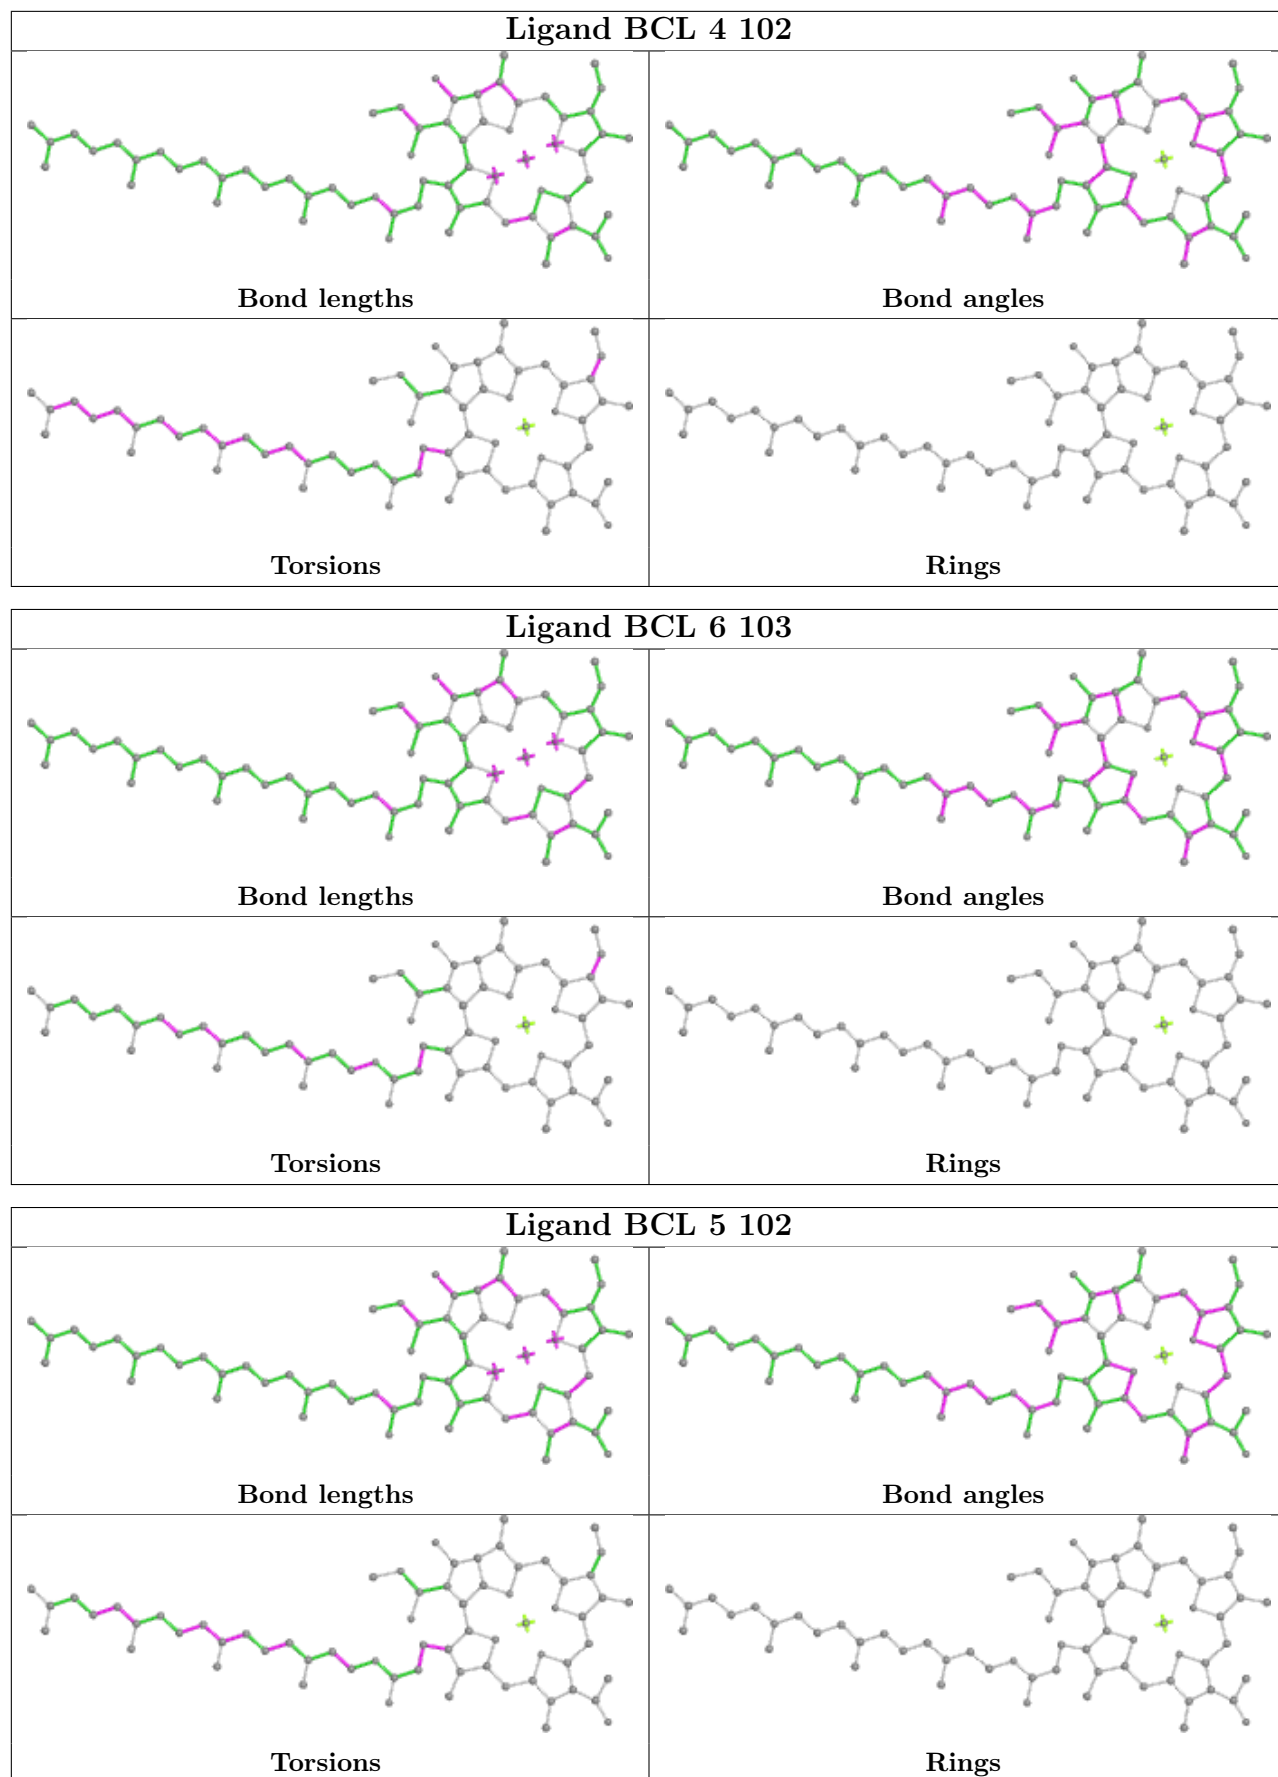 Ligand BCL 4 102
Bond lengths
Bond angles
Torsions
Rings
Ligand BCL 6 103
Bond lengths
Bond angles
Torsions
Rings
Ligand BCL 5 102
Bond lengths
Bond angles
Torsions
Rings